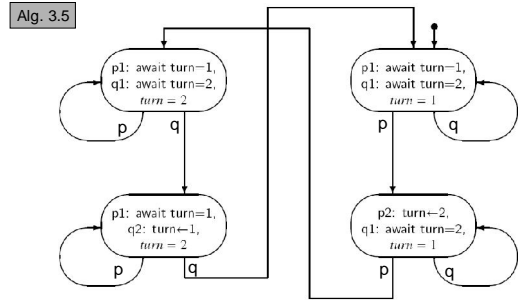 Alg. 3.5
p1: await turn=1,
q1: await turn=2,
turn = 2
p
q
p1: await turn=1,
q1: await turn=2,
turn = 1
p
q
p1: await turn=1,
q2: turn←1,
turn = 2
p
q
p2: turn←2,
q1: await turn=2,
turn = 1
p
q